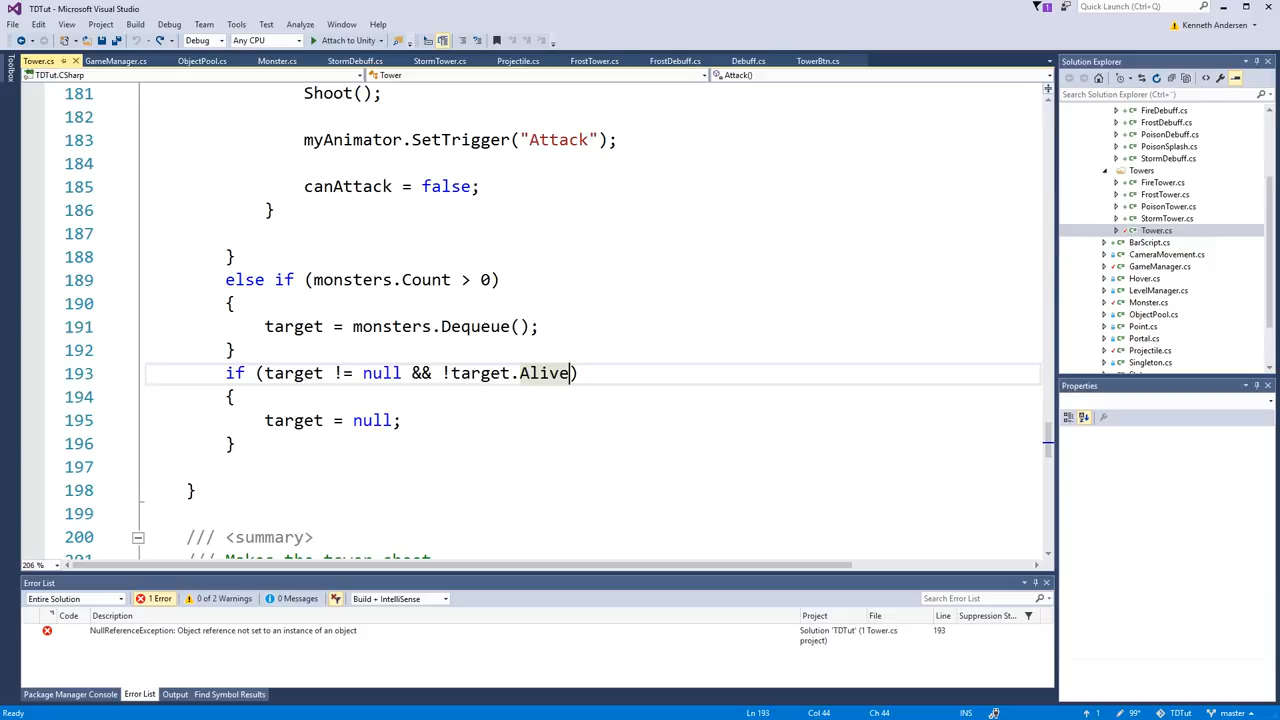 TDTut - Microsoft Visual Studio
1
Quick Launch (Ctrl+Q)
File Edit View Project Build Debug Team Tools Test Analyze Window Help
Kenneth Andersen
Debug Any CPU Attach to Unity
Toolbox
Tower.cs GameManager.cs ObjectPool.cs Monster.cs StormDebuff.cs StormTower.cs Projectile.cs FrostTower.cs FrostDebuff.cs Debuff.cs TowerBtn.cs
TDTut.CSharp Tower Attack()
181 Shoot();
182
183 myAnimator.SetTrigger("Attack");
184
185 canAttack = false;
186 }
187
188 }
189 else if (monsters.Count > 0)
190 {
191 target = monsters.Dequeue();
192 }
193 if (target != null && !target.Alive)
194 {
195 target = null;
196 }
197
198 }
199
200 /// <summary>
201 /// Makes the tower shoot
206 %
Solution Explorer
Search Solution Explorer (Ctrl+¨)
FireDebuff.cs
FrostDebuff.cs
PoisonDebuff.cs
PoisonSplash.cs
StormDebuff.cs
Towers
FireTower.cs
FrostTower.cs
PoisonTower.cs
StormTower.cs
Tower.cs
BarScript.cs
CameraMovement.cs
GameManager.cs
Hover.cs
LevelManager.cs
Monster.cs
ObjectPool.cs
Point.cs
Portal.cs
Projectile.cs
Singleton.cs
Properties
Error List
Entire Solution 1 Error 0 of 2 Warnings 0 Messages Build + IntelliSense Search Error List
Code Description Project File Line Suppression St...
NullReferenceException: Object reference not set to an instance of an object Solution 'TDTut' (1 Tower.cs 193
project)
Package Manager Console Error List Output Find Symbol Results
Ready Ln 193 Col 44 Ch 44 INS 1 99* TDTut master